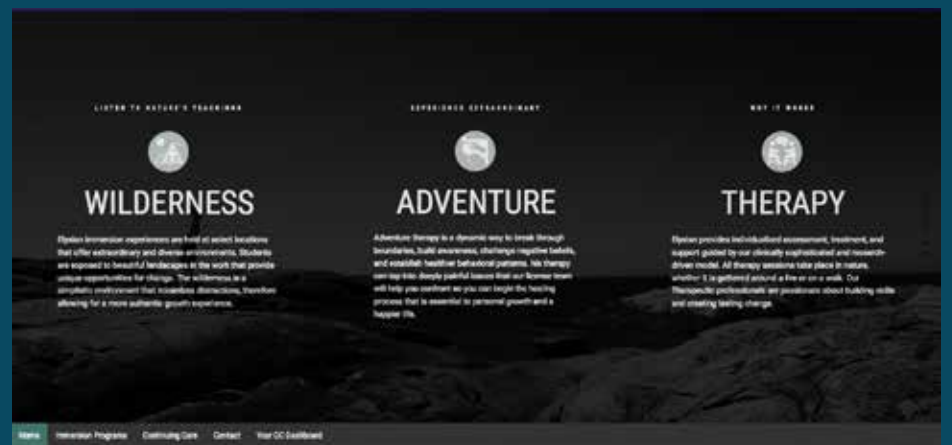 LISTEN TO NATURE'S TEACHINGS
WILDERNESS
Elysian Immersion experiences are held at select locations
that offer extraordinary and diverse environments. Students
are exposed to beautiful landscapes in the work that provide
unique opportunities for change. The wilderness is a
simplistic environment that minimizes distractions, therefore
allowing for a more authentic growth experience.
EXPERIENCE EXTRAORDINARY
ADVENTURE
Adventure therapy is a dynamic way to break through
boundaries, build awareness, challenge negative beliefs,
and establish healthier behavioral patterns. his therapy
can tap into deeply painful issues that our license team
will help you confront so you can begin the healing
process that is essential to personal growth and a
happier life.
WHY IT WORKS
THERAPY
Elysian provides individualized assessment, treatment, and
support guided by our clinically sophisticated and research-
driven model. All therapy sessions take place in nature,
whether it is gathered around a fire or on a walk. Our
Therapeutic professionals are passionate about building skills
and creating lasting change.
Home Immersion Programs Continuing Care Contact Your CC Dashboard